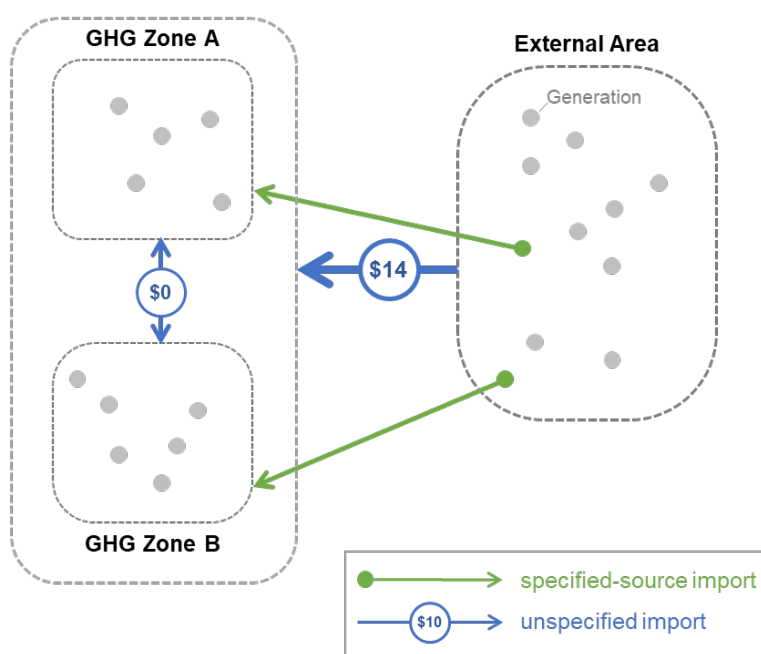 GHG Zone A
External Area
Generation
$14
$0
GHG Zone B
specified-source import
$10
unspecified import